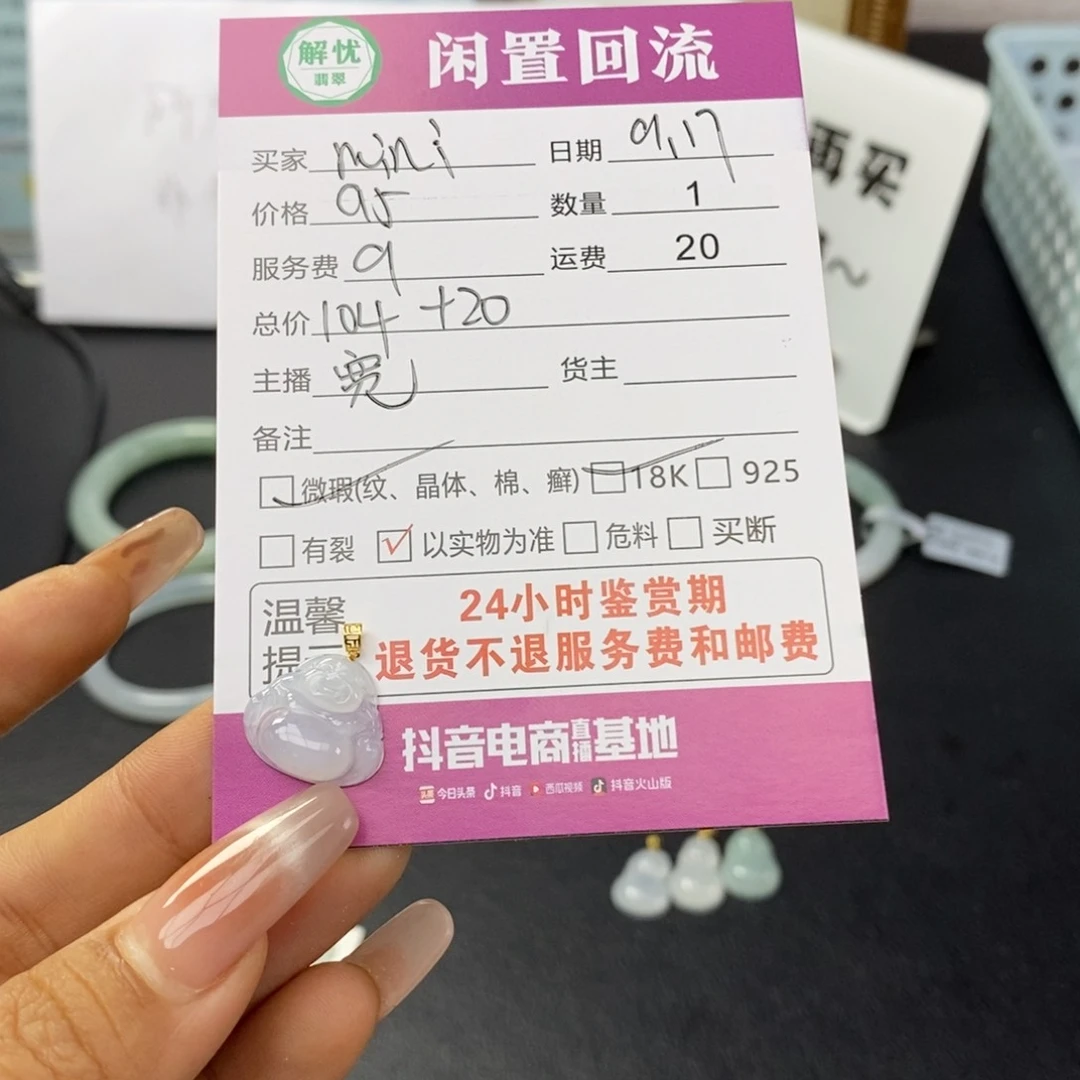 解忧
翡翠
闲置回流
买家 mini 日期 9.17
价格 95 数量 1
服务费 9 运费 20
总价 104 +20
主播 宽 货主
备注
微瑕(纹、晶体、棉、癣) 18K 925
有裂 以实物为准 危料 买断
温馨
24小时鉴赏期
退货不退服务费和邮费
抖音电商直播基地
今日头条 抖音 西瓜视频 抖音火山版
再买